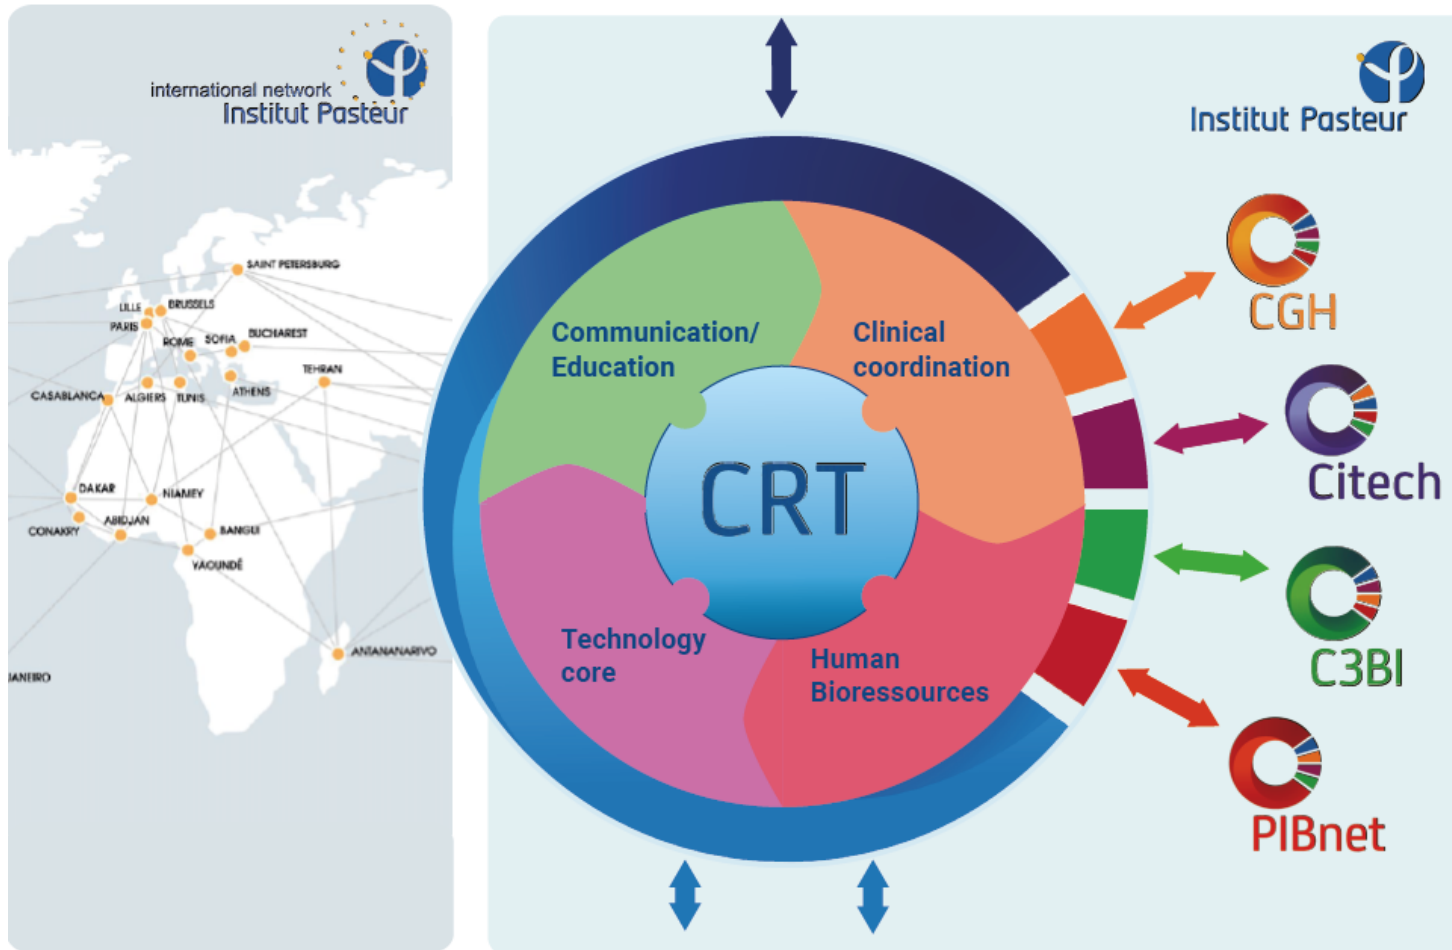 international network
Institut Pasteur
SAINT PETERSBURG
LILLE
BRUSSELS
PARIS
ROME
SOFIA
BUCHAREST
TEHRAN
CASABLANCA
ALGIERS
TUNIS
ATHENS
DAKAR
NIAMEY
CONAKRY
ABIDJAN
BANGUI
YAOUNDÉ
ANTANANARIVO
JANEIRO
Institut Pasteur
Communication/
Education
Clinical
coordination
CRT
Technology
core
Human
Bioressources
CGH
Citech
C3BI
PIBnet